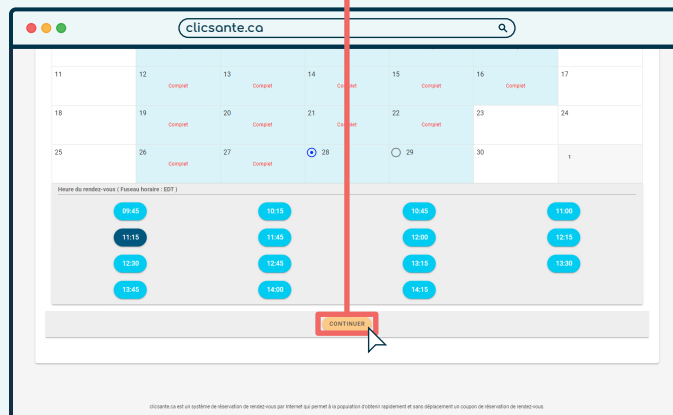 clicsante.ca
11 12 13 14 15 16 17
Complet Complet Complet Complet Complet
18 19 20 21 22 23 24
Complet Complet Complet Complet
25 26 27 28 29 30 1
Complet Complet
Heure du rendez-vous ( Fuseau horaire : EDT )
09:45 10:15 10:45 11:00
11:15 11:45 12:00 12:15
12:30 12:45 13:15 13:30
13:45 14:00 14:15
CONTINUER
clicsante.ca est un système de réservation de rendez-vous par Internet qui permet à la population d'obtenir rapidement et sans déplacement un coupon de réservation de rendez-vous.